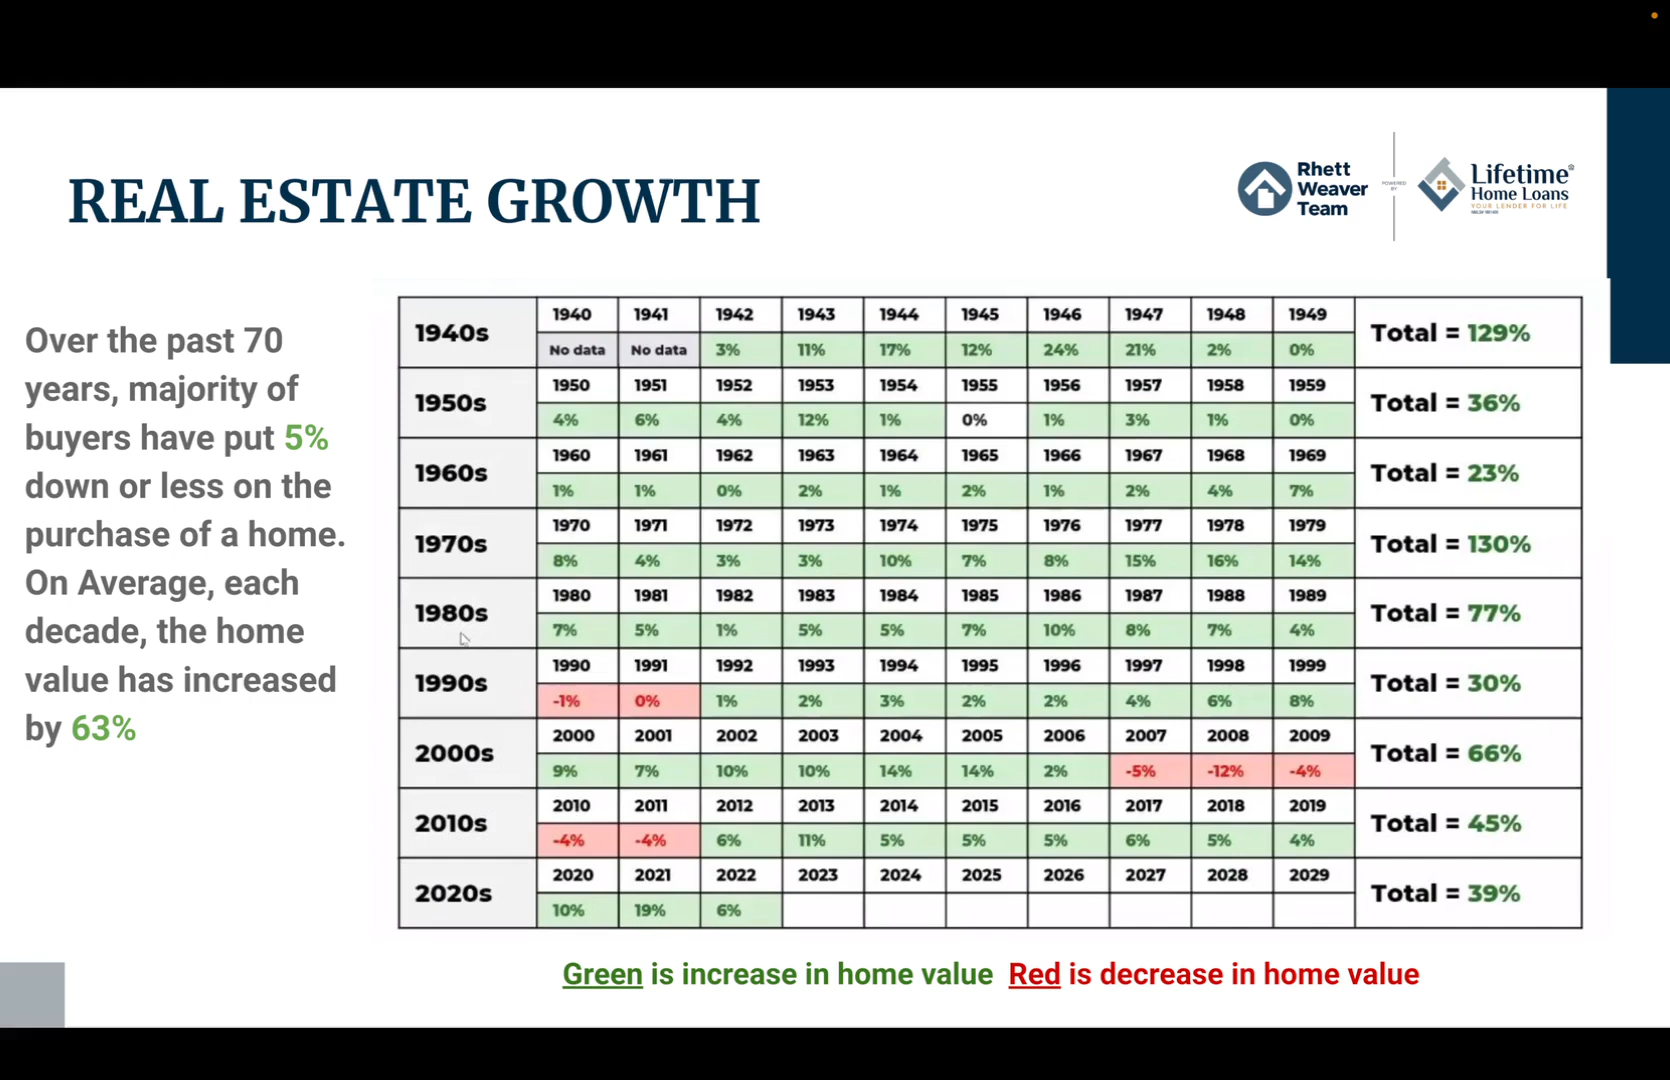 REAL ESTATE GROWTH
Rhett
Weaver
Team
POWERED
BY
Lifetime
Home Loans
YOUR LENDER FOR LIFE
Over the past 70
years, majority of
buyers have put 5%
down or less on the
purchase of a home.
On Average, each
decade, the home
value has increased
by 63%
1940s 1940 1941 1942 1943 1944 1945 1946 1947 1948 1949 Total = 129%
No data No data 3% 11% 17% 12% 24% 21% 2% 0%
1950s 1950 1951 1952 1953 1954 1955 1956 1957 1958 1959 Total = 36%
4% 6% 4% 12% 1% 0% 1% 3% 1% 0%
1960s 1960 1961 1962 1963 1964 1965 1966 1967 1968 1969 Total = 23%
1% 1% 0% 2% 1% 2% 1% 2% 4% 7%
1970s 1970 1971 1972 1973 1974 1975 1976 1977 1978 1979 Total = 130%
8% 4% 3% 3% 10% 7% 8% 15% 16% 14%
1980s 1980 1981 1982 1983 1984 1985 1986 1987 1988 1989 Total = 77%
7% 5% 1% 5% 5% 7% 10% 8% 7% 4%
1990s 1990 1991 1992 1993 1994 1995 1996 1997 1998 1999 Total = 30%
-1% 0% 1% 2% 3% 2% 2% 4% 6% 8%
2000s 2000 2001 2002 2003 2004 2005 2006 2007 2008 2009 Total = 66%
9% 7% 10% 10% 14% 14% 2% -5% -12% -4%
2010s 2010 2011 2012 2013 2014 2015 2016 2017 2018 2019 Total = 45%
-4% -4% 6% 11% 5% 5% 5% 6% 5% 4%
2020s 2020 2021 2022 2023 2024 2025 2026 2027 2028 2029 Total = 39%
10% 19% 6%
Green is increase in home value Red is decrease in home value